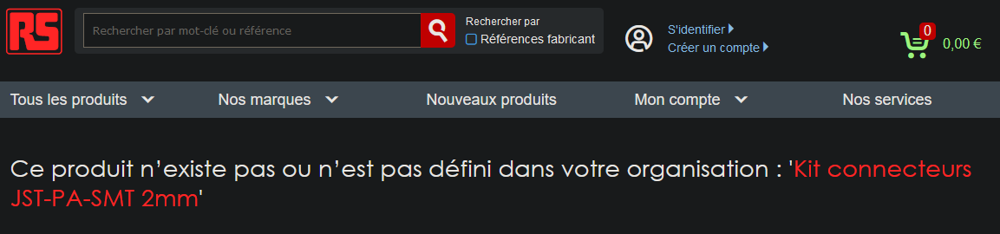 RS
Rechercher par mot-clé ou référence
Rechercher par
Références fabricant
S'identifier
Créer un compte
0
0,00 €
Tous les produits
Nos marques
Nouveaux produits
Mon compte
Nos services
Ce produit n’existe pas ou n’est pas défini dans votre organisation : 'Kit connecteurs
JST-PA-SMT 2mm'